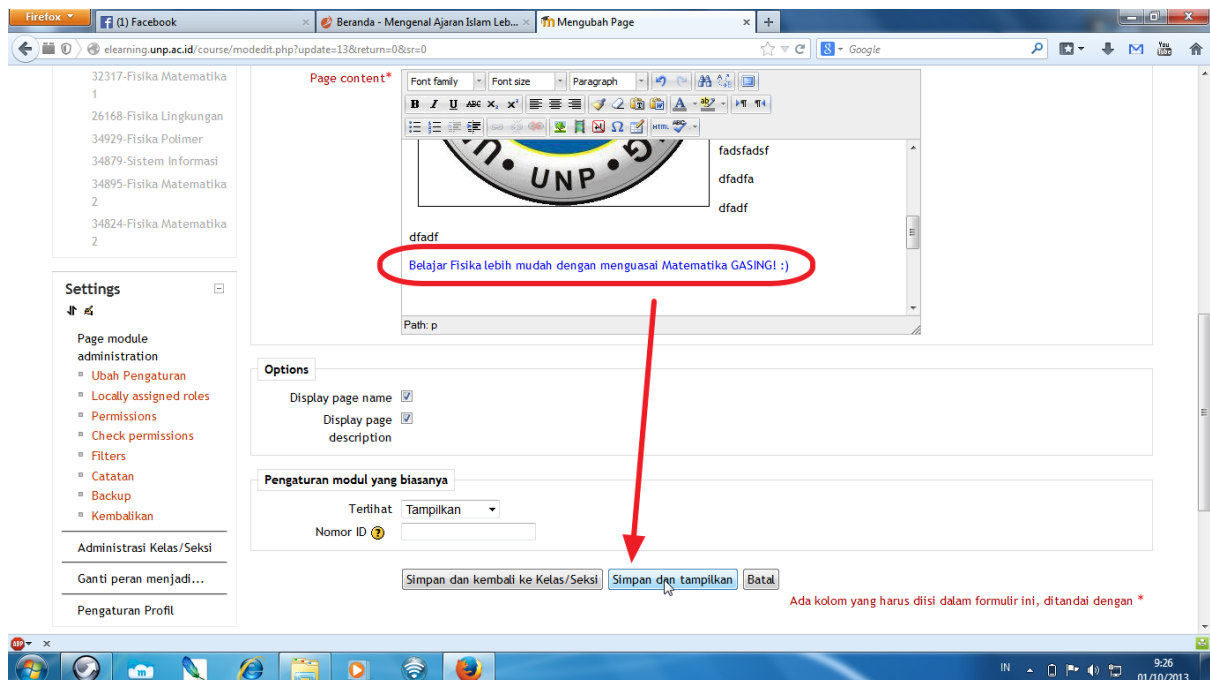 Firefox
(1) Facebook
Beranda - Mengenal Ajaran Islam Leb...
Mengubah Page
elearning.unp.ac.id/course/modedit.php?update=13&return=0&sr=0
Google
32317-Fisika Matematika
1
26168-Fisika Lingkungan
34929-Fisika Polimer
34879-Sistem Informasi
34895-Fisika Matematika
2
34824-Fisika Matematika
2
Settings
Page module
administration
Ubah Pengaturan
Locally assigned roles
Permissions
Check permissions
Filters
Catatan
Backup
Kembalikan
Administrasi Kelas/Seksi
Ganti peran menjadi...
Pengaturan Profil
Page content*
Font family
Font size
Paragraph
B I U ABC x₂ x²
HTML
UNP
fadsfadsf
dfadfa
dfadf
dfadf
Belajar Fisika lebih mudah dengan menguasai Matematika GASING! :)
Path: p
Options
Display page name
Display page
description
Pengaturan modul yang biasanya
Terlihat Tampilkan
Nomor ID
Simpan dan kembali ke Kelas/Seksi
Simpan dan tampilkan
Batal
Ada kolom yang harus diisi dalam formulir ini, ditandai dengan *
ABP
IN
9:26
01/10/2013